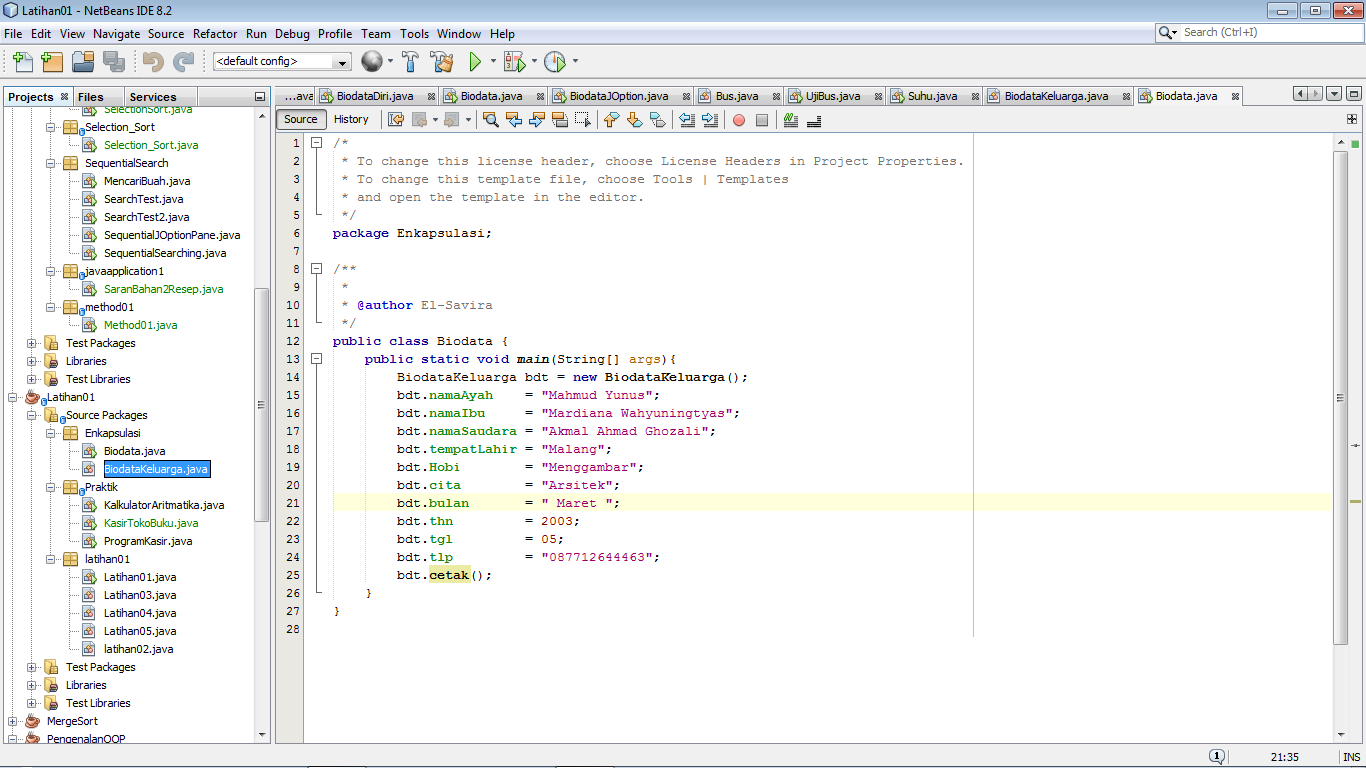 Latihan01 - NetBeans IDE 8.2
File Edit View Navigate Source Refactor Run Debug Profile Team Tools Window Help
Search (Ctrl+I)
<default config>
Projects Files Services
...ava BiodataDiri.java Biodata.java BiodataJOption.java Bus.java UjiBus.java Suhu.java BiodataKeluarga.java Biodata.java
Source History
SelectionSort.java
Selection_Sort
Selection_Sort.java
SequentialSearch
MencariBuah.java
SearchTest.java
SearchTest2.java
SequentialJOptionPane.java
SequentialSearching.java
javaapplication1
SaranBahan2Resep.java
method01
Method01.java
Test Packages
Libraries
Test Libraries
Latihan01
Source Packages
Enkapsulasi
Biodata.java
BiodataKeluarga.java
Praktik
KalkulatorAritmatika.java
KasirTokoBuku.java
ProgramKasir.java
latihan01
Latihan01.java
Latihan03.java
Latihan04.java
Latihan05.java
latihan02.java
Test Packages
Libraries
Test Libraries
MergeSort
PengenalanOOP
1 /*
2 * To change this license header, choose License Headers in Project Properties.
3 * To change this template file, choose Tools | Templates
4 * and open the template in the editor.
5 */
6 package Enkapsulasi;
7
8 /**
9 *
10 * @author El-Savira
11 */
12 public class Biodata {
13 public static void main(String[] args){
14 BiodataKeluarga bdt = new BiodataKeluarga();
15 bdt.namaAyah = "Mahmud Yunus";
16 bdt.namaIbu = "Mardiana Wahyuningtyas";
17 bdt.namaSaudara = "Akmal Ahmad Ghozali";
18 bdt.tempatLahir = "Malang";
19 bdt.Hobi = "Menggambar";
20 bdt.cita = "Arsitek";
21 bdt.bulan = " Maret ";
22 bdt.thn = 2003;
23 bdt.tgl = 05;
24 bdt.tlp = "087712644463";
25 bdt.cetak();
26 }
27 }
28
1 21:35 INS